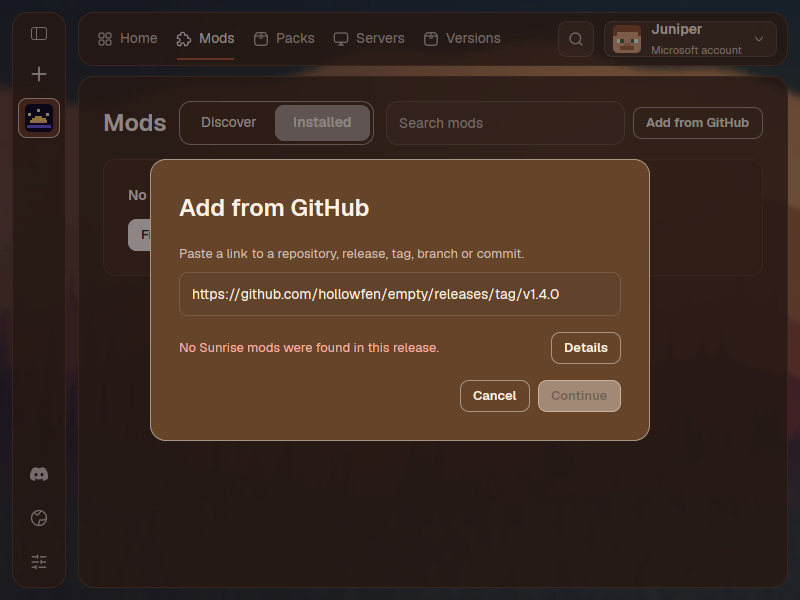 Home
Mods
Packs
Servers
Versions
Juniper
Microsoft account
Mods
Discover
Installed
Search mods
Add from GitHub
No
Add from GitHub
Paste a link to a repository, release, tag, branch or commit.
https://github.com/hollowfen/empty/releases/tag/v1.4.0
No Sunrise mods were found in this release.
Details
Cancel
Continue